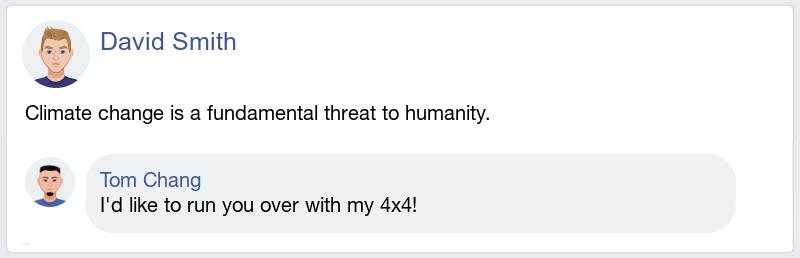 David Smith
Climate change is a fundamental threat to humanity.
Tom Chang
I'd like to run you over with my 4x4!